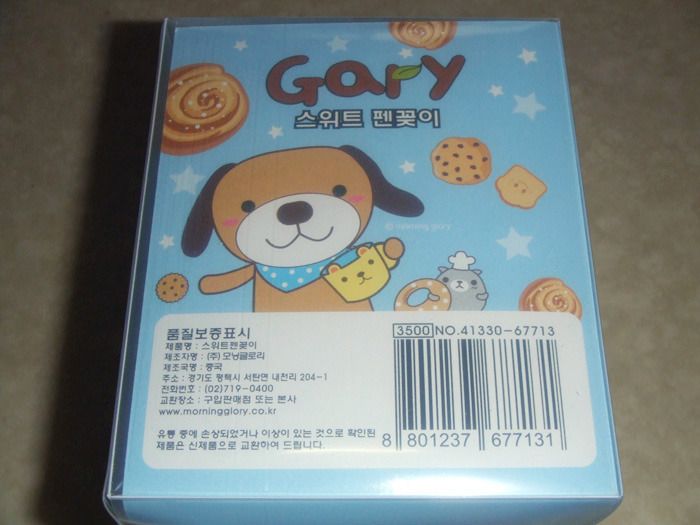 Gary
스위트 펜꽂이
© morning glory
품질보증표시
제품명 : 스위트펜꽂이
제조자명 : (주) 모닝글로리
제조국명 : 중국
주소 : 경기도 평택시 서탄면 내천리 204-1
전화번호 : (02)719-0400
교환장소 : 구입판매점 또는 본사
www.morningglory.co.kr
유통 중에 손상되었거나 이상이 있는 것으로 확인된
제품은 신제품으로 교환하여 드립니다.
3500 NO.41330-67713
8 801237 677131